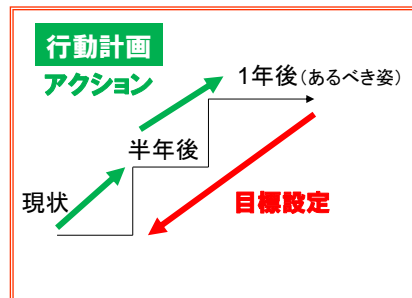 行動計画
アクション
1年後(あるべき姿)
半年後
現状
目標設定